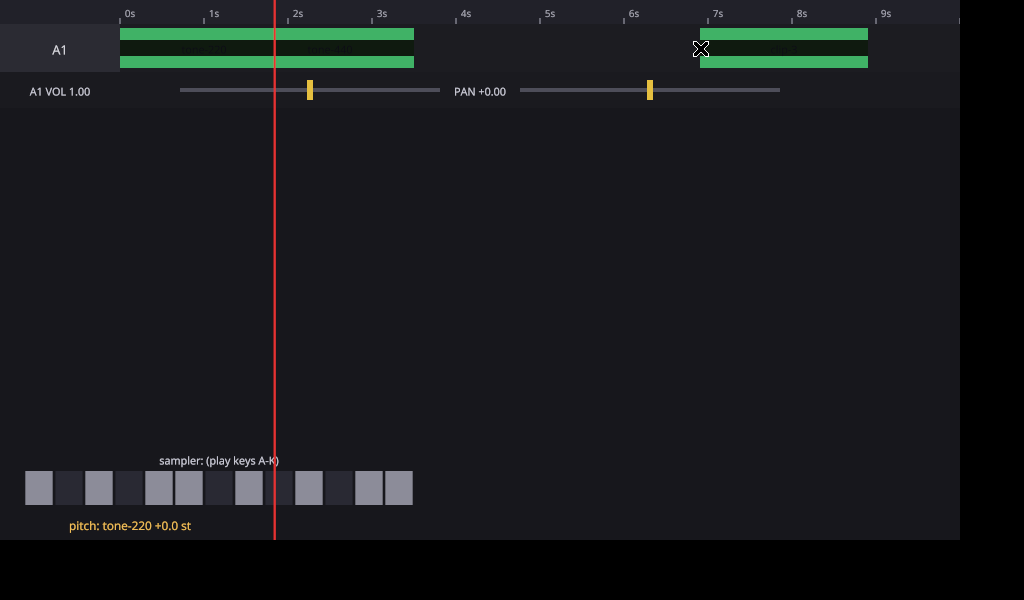 0s 1s 2s 3s 4s 5s 6s 7s 8s 9s
A1
A1 VOL 1.00 PAN +0.00
sampler: (play keys A-K)
pitch: tone-220 +0.0 st